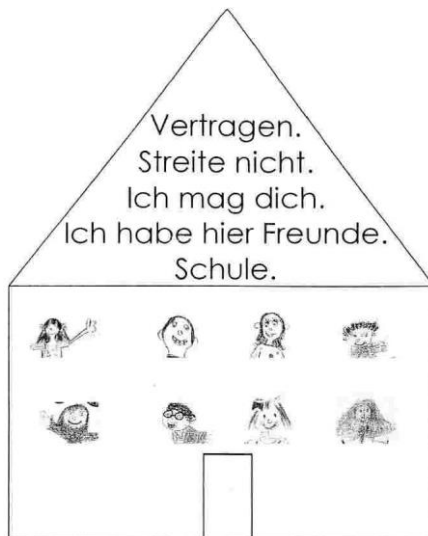 Vertragen.
Streite nicht.
Ich mag dich.
Ich habe hier Freunde.
Schule.